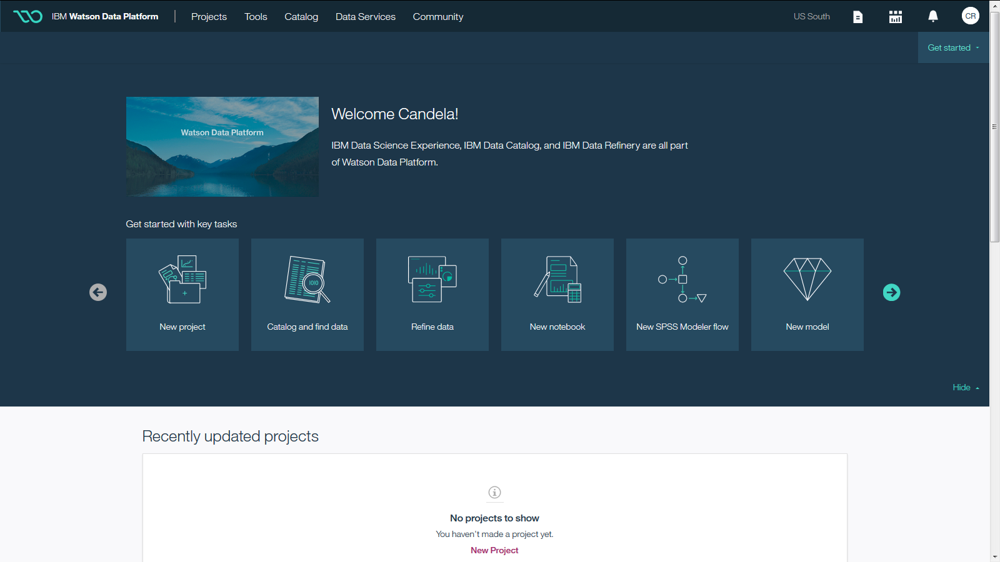 IBM Watson Data Platform
Projects
Tools
Catalog
Data Services
Community
US South
CR
Get started
Watson Data Platform
Welcome Candela!
IBM Data Science Experience, IBM Data Catalog, and IBM Data Refinery are all part
of Watson Data Platform.
Get started with key tasks
1010
New project
Catalog and find data
Refine data
New notebook
New SPSS Modeler flow
New model
Hide
Recently updated projects
No projects to show
You haven't made a project yet.
New Project